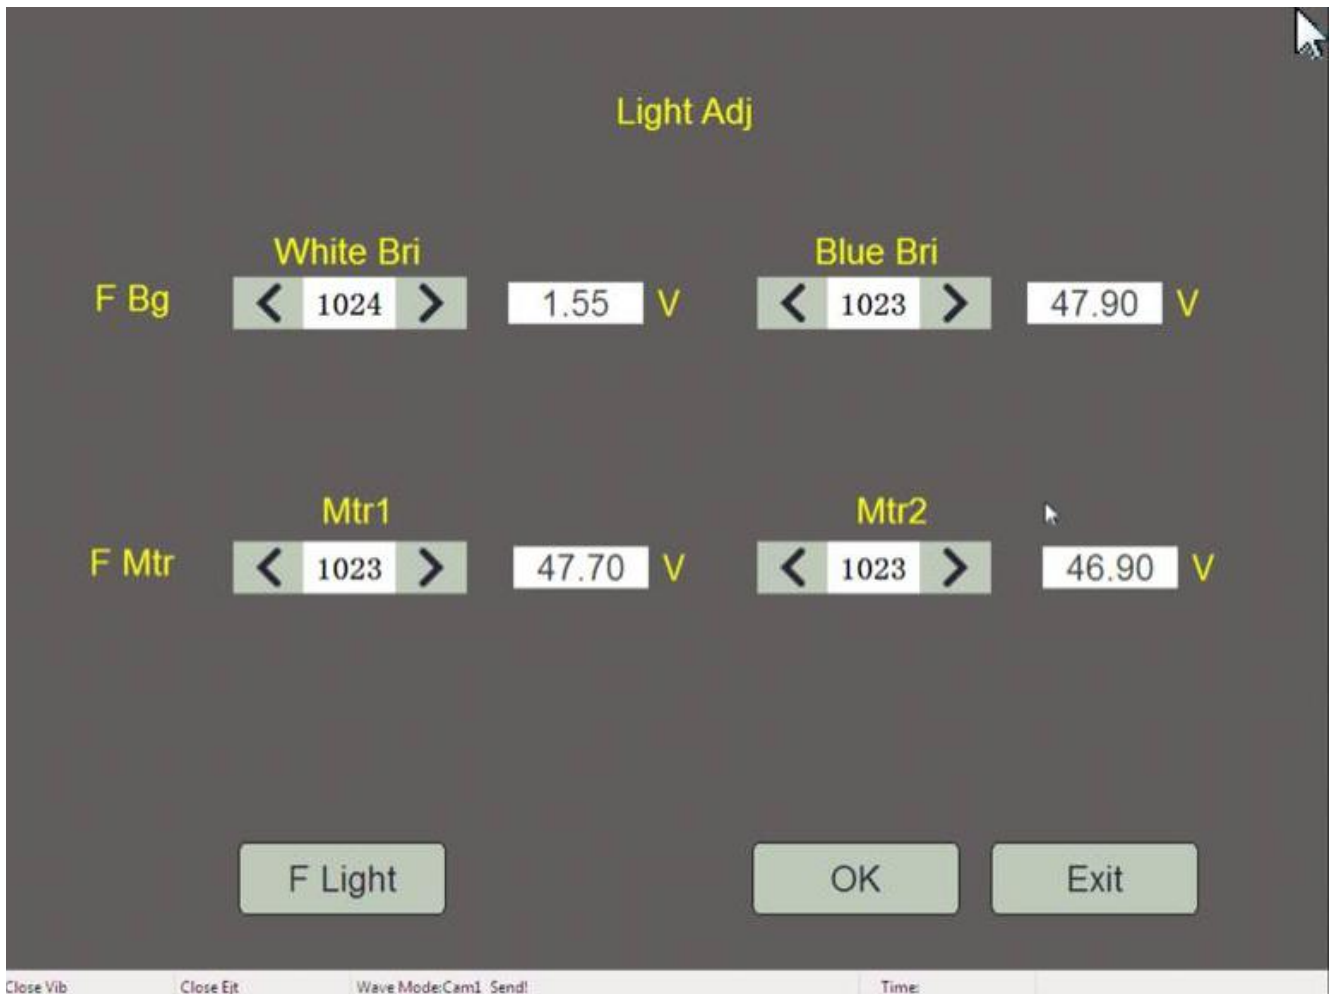 Light Adj
White Bri Blue Bri
F Bg 1024 1.55 V 1023 47.90 V
Mtr1 Mtr2
F Mtr 1023 47.70 V 1023 46.90 V
F Light OK Exit
Close Vib Close Ejt Wave Mode:Cam1 Send! Time: